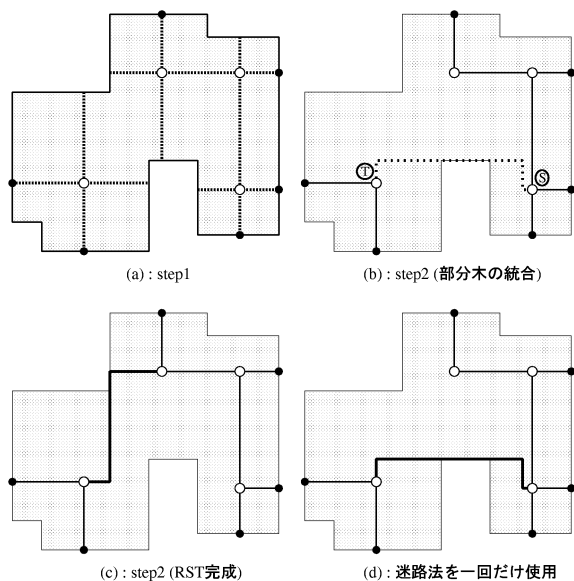 (a) : step1
T
S
(b) : step2 (部分木の統合)
(c) : step2 (RST完成)
(d) : 迷路法を一回だけ使用